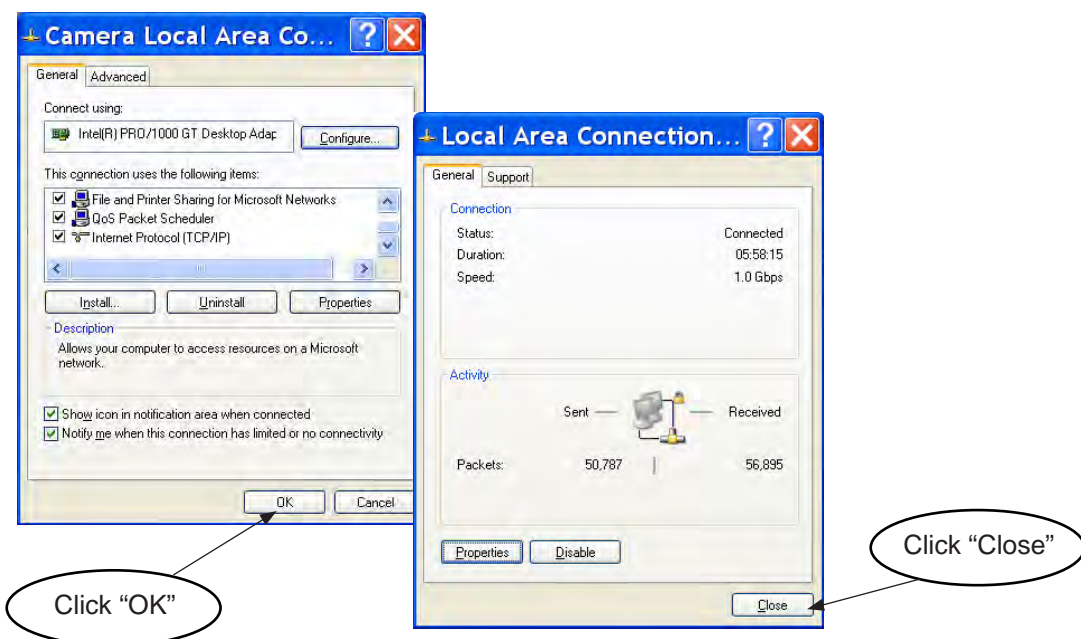 Camera Local Area Co...
General Advanced
Connect using:
Intel(R) PRO/1000 GT Desktop Adap
Configure...
This connection uses the following items:
File and Printer Sharing for Microsoft Networks
QoS Packet Scheduler
Internet Protocol (TCP/IP)
Install... Uninstall Properties
Description
Allows your computer to access resources on a Microsoft
network.
Show icon in notification area when connected
Notify me when this connection has limited or no connectivity
OK Cancel
Click “OK”
Local Area Connection...
General Support
Connection
Status: Connected
Duration: 05:58:15
Speed: 1.0 Gbps
Activity
Sent Received
Packets: 50,787 56,895
Properties Disable
Close
Click “Close”